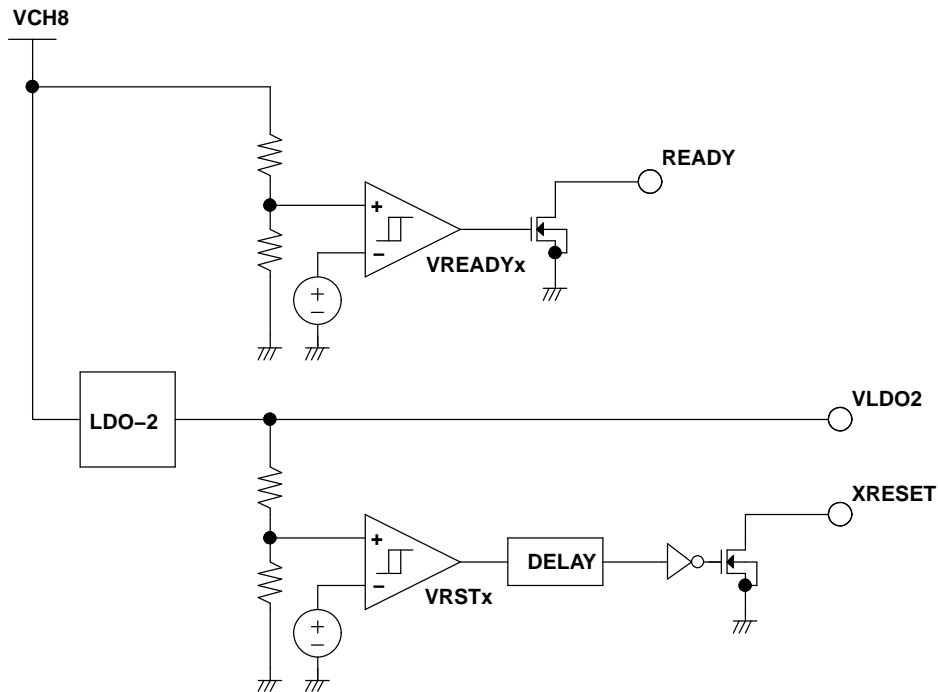 VCH8
READY
+
−
VREADYx
+
−
LDO−2
VLDO2
XRESET
+
−
DELAY
VRSTx
+
−